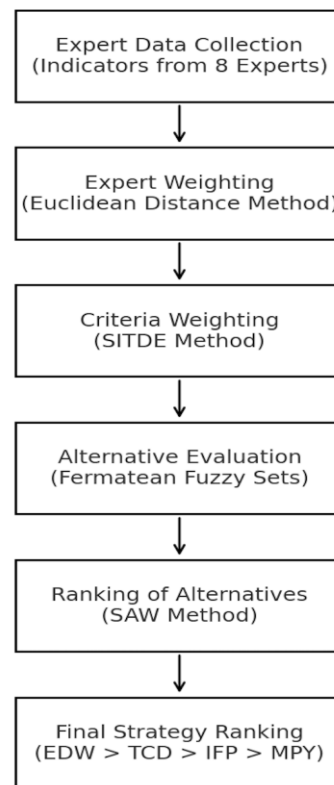 Expert Data Collection
(Indicators from 8 Experts)
Expert Weighting
(Euclidean Distance Method)
Criteria Weighting
(SITDE Method)
Alternative Evaluation
(Fermatean Fuzzy Sets)
Ranking of Alternatives
(SAW Method)
Final Strategy Ranking
(EDW > TCD > IFP > MPY)